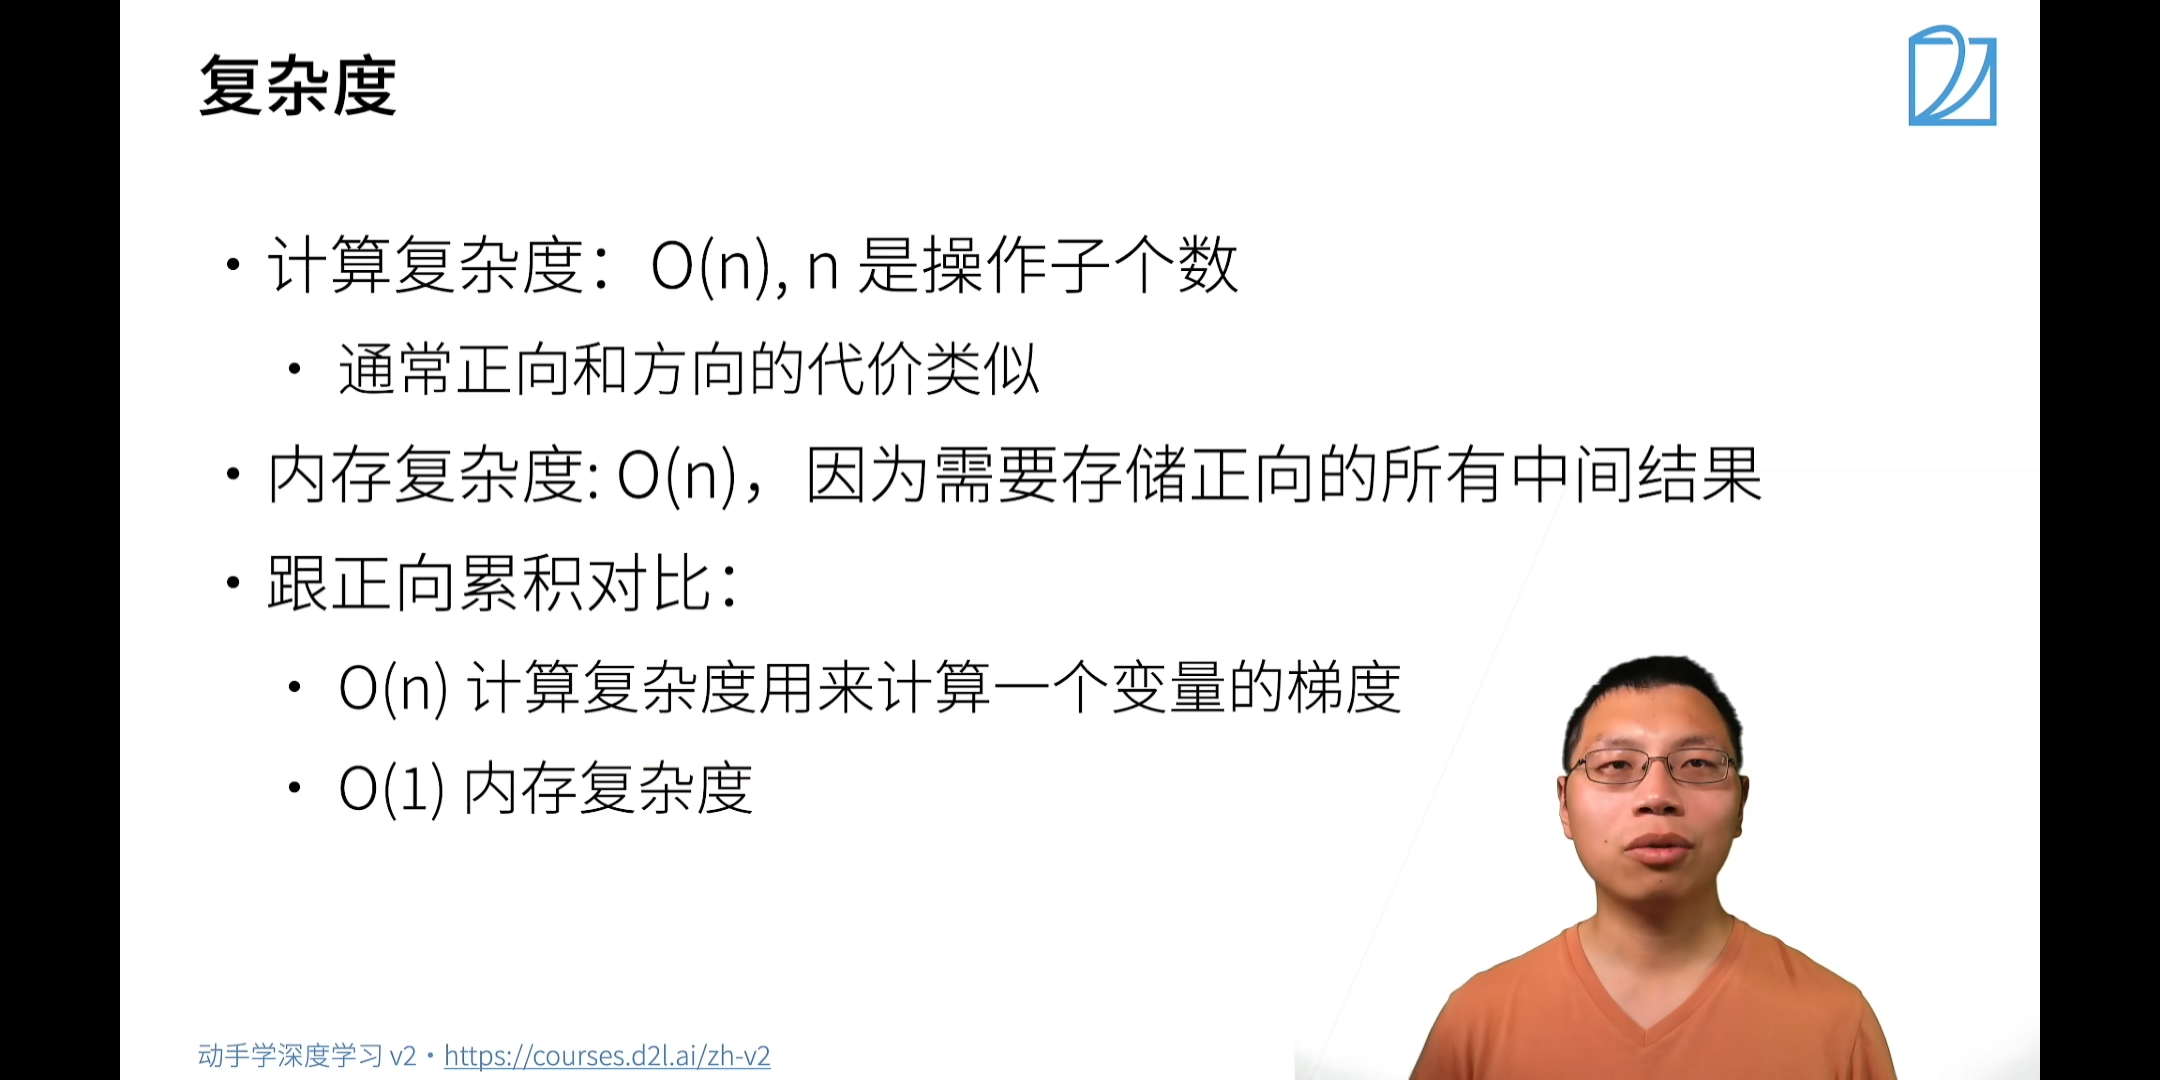 复杂度
• 计算复杂度：O(n), n 是操作子个数
• 通常正向和方向的代价类似
• 内存复杂度: O(n)，因为需要存储正向的所有中间结果
• 跟正向累积对比：
• O(n) 计算复杂度用来计算一个变量的梯度
• O(1) 内存复杂度
动手学深度学习 v2 • https://courses.d2l.ai/zh-v2